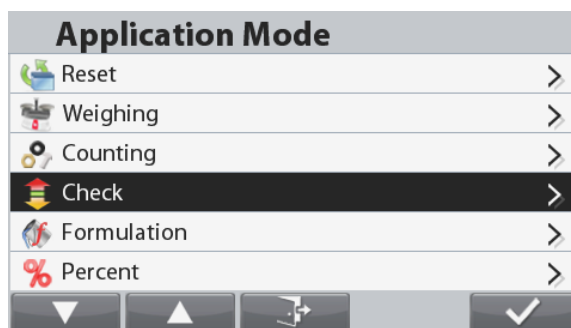 Application Mode
Reset
Weighing
Counting
Check
Formulation
Percent